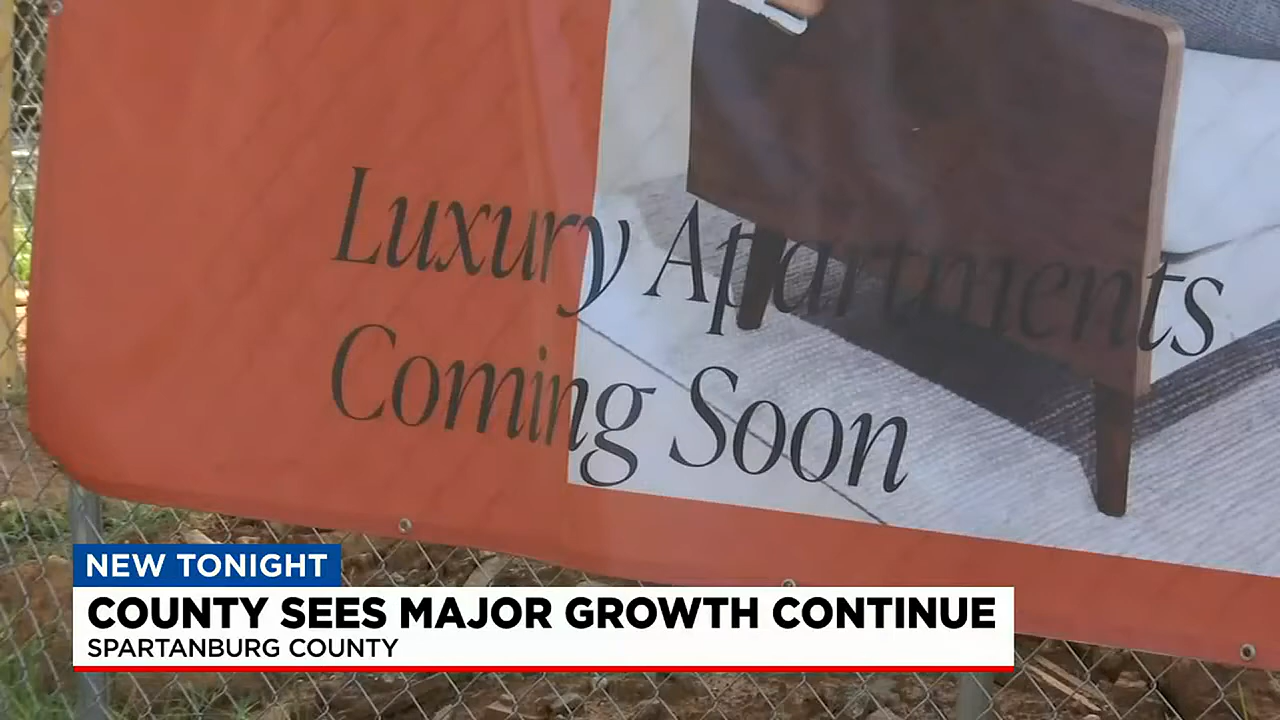 Luxury Apartments
Coming Soon
NEW TONIGHT
COUNTY SEES MAJOR GROWTH CONTINUE
SPARTANBURG COUNTY